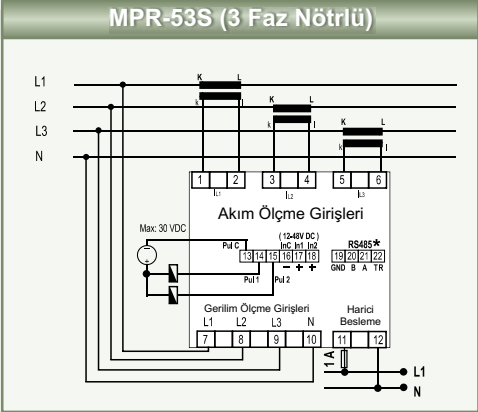 MPR-53S (3 Faz Nötrlü)
L1
L2
L3
N
K L
k l
K L
k l
K L
k l
1 2 3 4 5 6
IL1 IL2 IL3
Akım Ölçme Girişleri
Max: 30 VDC
(12-48V DC)
Pul C InC In1 In2 RS485*
13 14 15 16 17 18 19 20 21 22
− + + GND B A TR
Pul 1 Pul 2
Gerilim Ölçme Girişleri
L1 L2 L3 N
Harici
Besleme
7 8 9 10 11 12
1 A
L1
N